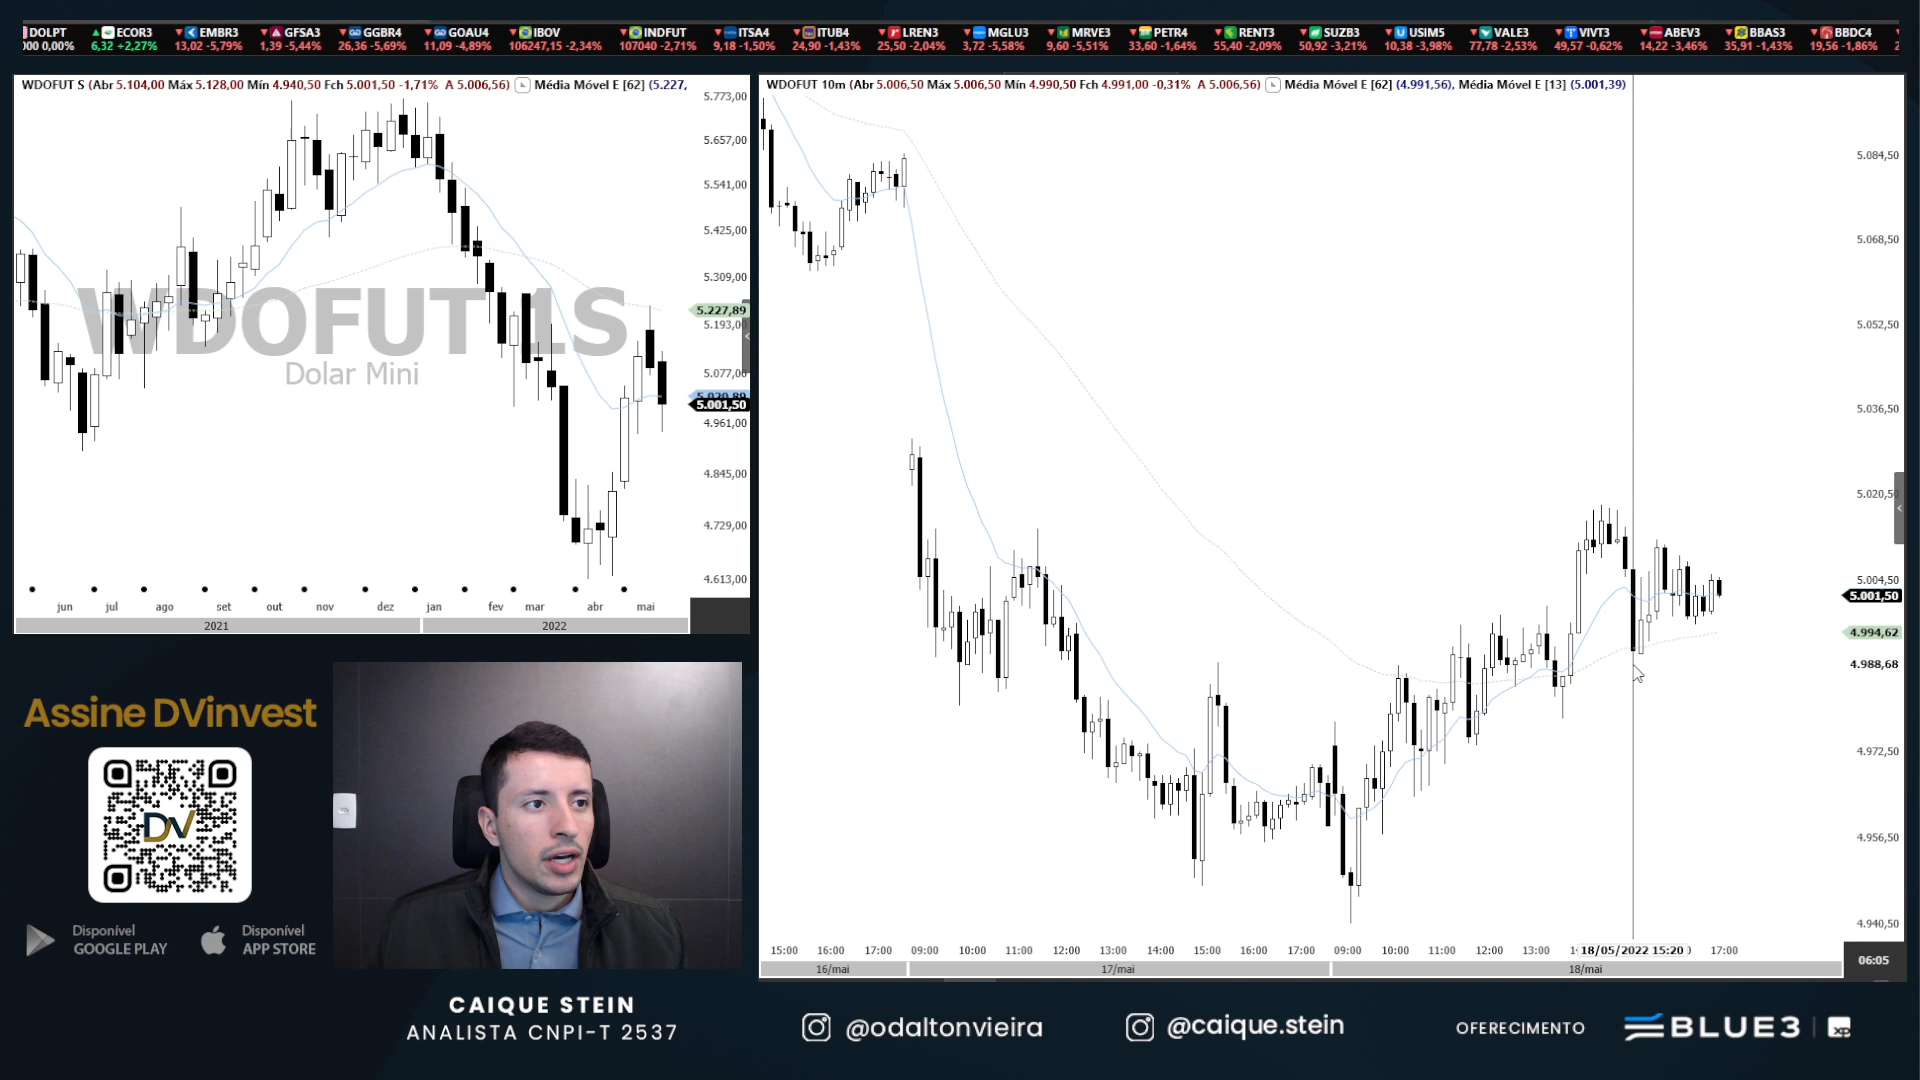 DOLPT ECOR3 EMBR3 GFSA3 GGBR4 GOAU4 IBOV INDFUT ITSA4 ITUB4 LREN3 MGLU3 MRVE3 PETR4 RENT3 SUZB3 USIM5 VALE3 VIVT3 ABEV3 BBAS3 BBDC4
000 0,00% 6,32 +2,27% 13,02 -5,79% 1,39 -5,44% 26,36 -5,69% 11,09 -4,89% 106247,15 -2,34% 107040 -2,71% 9,18 -1,50% 24,90 -1,43% 25,50 -2,04% 3,72 -5,58% 9,60 -5,51% 33,60 -1,64% 55,40 -2,09% 50,92 -3,21% 10,38 -3,98% 77,78 -2,53% 49,57 -0,62% 14,22 -3,46% 35,91 -1,43% 19,56 -1,86%
WDOFUT S (Abr 5.104,00 Máx 5.128,00 Mín 4.940,50 Fch 5.001,50 -1,71% A 5.006,56) Média Móvel E [62] (5.227,
5.773,00
5.657,00
5.541,00
5.425,00
5.309,00
5.227,89
5.193,00
5.077,00
5.020,89
5.001,50
4.961,00
4.845,00
4.729,00
4.613,00
WDOFUT 1S
Dolar Mini
jun jul ago set out nov dez jan fev mar abr mai
2021 2022
WDOFUT 10m (Abr 5.006,50 Máx 5.006,50 Mín 4.990,50 Fch 4.991,00 -0,31% A 5.006,56) Média Móvel E [62] (4.991,56), Média Móvel E [13] (5.001,39)
5.084,50
5.068,50
5.052,50
5.036,50
5.020,50
5.004,50
5.001,50
4.994,62
4.988,68
4.972,50
4.956,50
4.940,50
15:00 16:00 17:00 09:00 10:00 11:00 12:00 13:00 14:00 15:00 16:00 17:00 09:00 10:00 11:00 12:00 13:00 18/05/2022 15:20 17:00
16/mai 17/mai 18/mai
06:05
Assine DVinvest
DV
Disponível
GOOGLE PLAY
Disponível
APP STORE
CAIQUE STEIN
ANALISTA CNPI-T 2537
@odaltonvieira
@caique.stein
OFERECIMENTO
BLUE3
xp